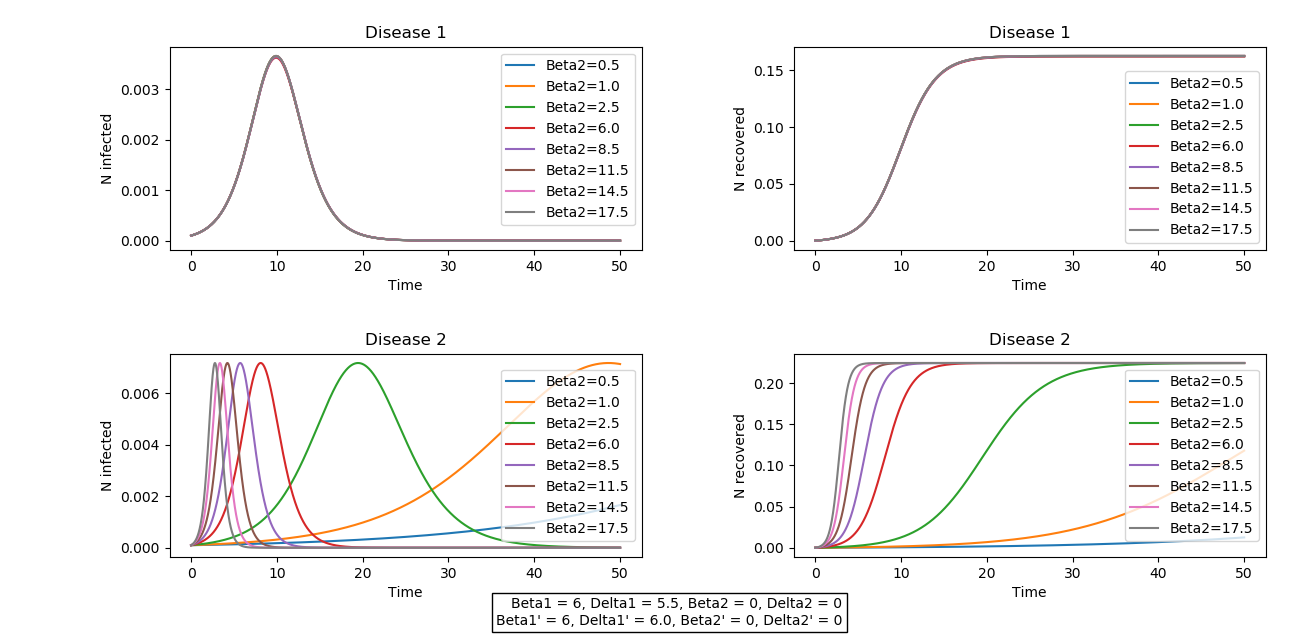 Disease 1
N infected
0.003
0.002
0.001
0.000
Beta2=0.5
Beta2=1.0
Beta2=2.5
Beta2=6.0
Beta2=8.5
Beta2=11.5
Beta2=14.5
Beta2=17.5
0 10 20 30 40 50
Time
Disease 1
N recovered
0.15
0.10
0.05
0.00
Beta2=0.5
Beta2=1.0
Beta2=2.5
Beta2=6.0
Beta2=8.5
Beta2=11.5
Beta2=14.5
Beta2=17.5
0 10 20 30 40 50
Time
Disease 2
N infected
0.006
0.004
0.002
0.000
Beta2=0.5
Beta2=1.0
Beta2=2.5
Beta2=6.0
Beta2=8.5
Beta2=11.5
Beta2=14.5
Beta2=17.5
0 10 20 30 40 50
Time
Disease 2
N recovered
0.20
0.15
0.10
0.05
0.00
Beta2=0.5
Beta2=1.0
Beta2=2.5
Beta2=6.0
Beta2=8.5
Beta2=11.5
Beta2=14.5
Beta2=17.5
0 10 20 30 40 50
Time
Beta1 = 6, Delta1 = 5.5, Beta2 = 0, Delta2 = 0
Beta1' = 6, Delta1' = 6.0, Beta2' = 0, Delta2' = 0